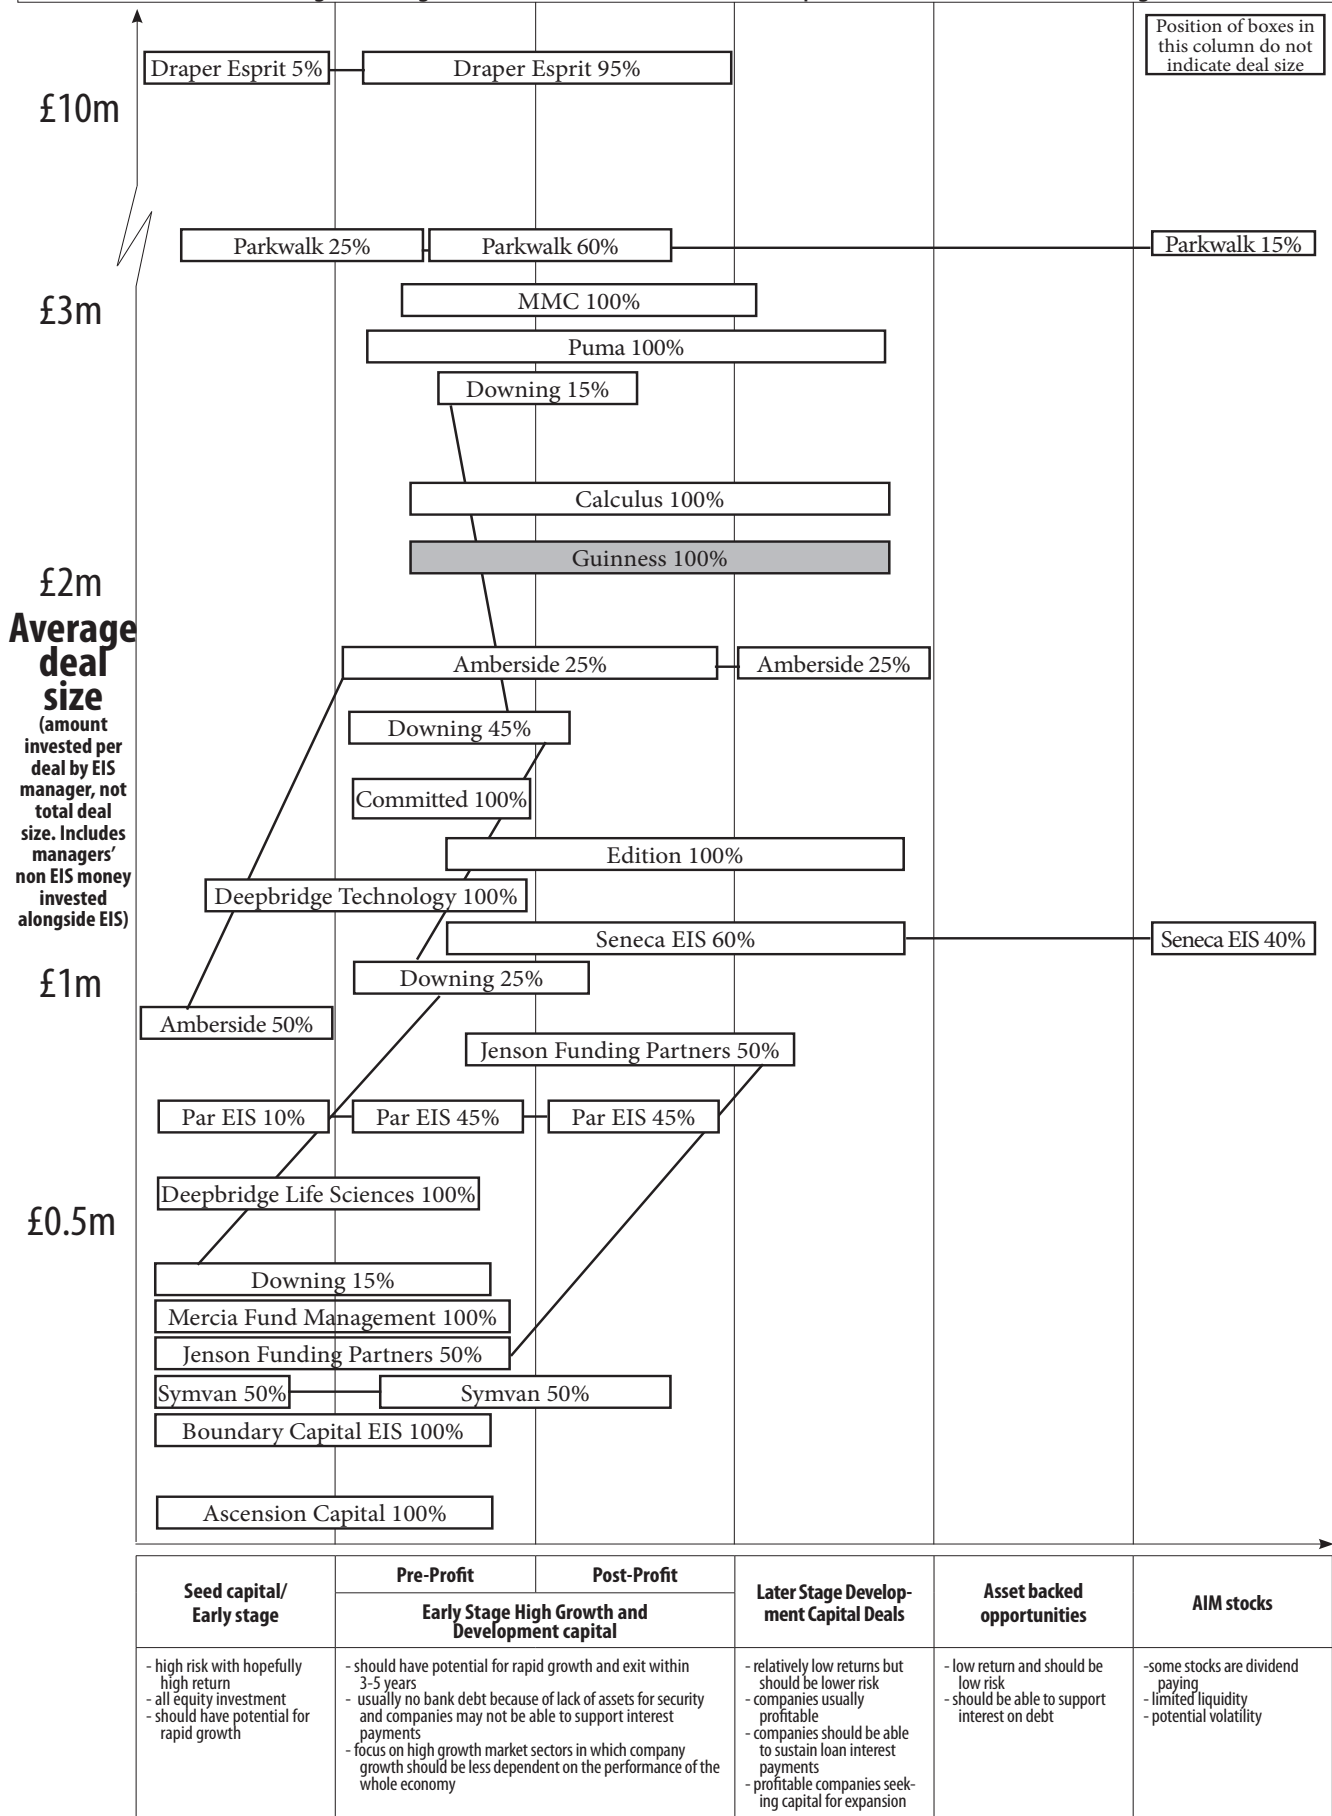 Position of boxes in
this column do not
indicate deal size
Draper Esprit 5%
Draper Esprit 95%
£10m
Parkwalk 25%
Parkwalk 60%
Parkwalk 15%
£3m
MMC 100%
Puma 100%
Downing 15%
Calculus 100%
Guinness 100%
£2m
Average
deal
size
(amount
invested per
deal by EIS
manager, not
total deal
size. Includes
managers’
non EIS money
invested
alongside EIS)
Amberside 25%
Amberside 25%
Downing 45%
Committed 100%
Edition 100%
Deepbridge Technology 100%
Seneca EIS 60%
Seneca EIS 40%
£1m
Downing 25%
Amberside 50%
Jenson Funding Partners 50%
Par EIS 10%
Par EIS 45%
Par EIS 45%
Deepbridge Life Sciences 100%
£0.5m
Downing 15%
Mercia Fund Management 100%
Jenson Funding Partners 50%
Symvan 50%
Symvan 50%
Boundary Capital EIS 100%
Ascension Capital 100%
Seed capital/
Early stage
Pre-Profit
Post-Profit
Early Stage High Growth and
Development capital
Later Stage Develop-
ment Capital Deals
Asset backed
opportunities
AIM stocks
- high risk with hopefully
high return
- all equity investment
- should have potential for
rapid growth
- should have potential for rapid growth and exit within
3-5 years
- usually no bank debt because of lack of assets for security
and companies may not be able to support interest
payments
- focus on high growth market sectors in which company
growth should be less dependent on the performance of the
whole economy
- relatively low returns but
should be lower risk
- companies usually
profitable
- companies should be able
to sustain loan interest
payments
- profitable companies seek-
ing capital for expansion
- low return and should be
low risk
- should be able to support
interest on debt
-some stocks are dividend
paying
- limited liquidity
- potential volatility